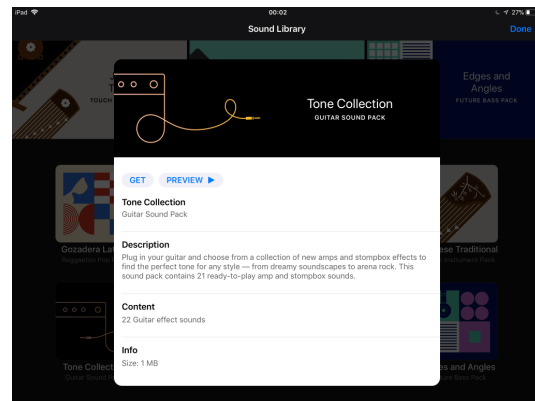 iPad
00:02
27%
Sound Library
Done
Edges and
Angles
FUTURE BASS PACK
TOUCH
Tone Collection
GUITAR SOUND PACK
GET
PREVIEW
Tone Collection
Guitar Sound Pack
Description
Plug in your guitar and choose from a collection of new amps and stompbox effects to
find the perfect tone for any style — from dreamy soundscapes to arena rock. This
sound pack contains 21 ready-to-play amp and stompbox sounds.
Content
22 Guitar effect sounds
Info
Size: 1 MB
Gozadera Lat
Reggaeton Pop
ese Traditional
Instrument Pack
Tone Collect
Guitar Sound P
es and Angles
ure Bass Pack